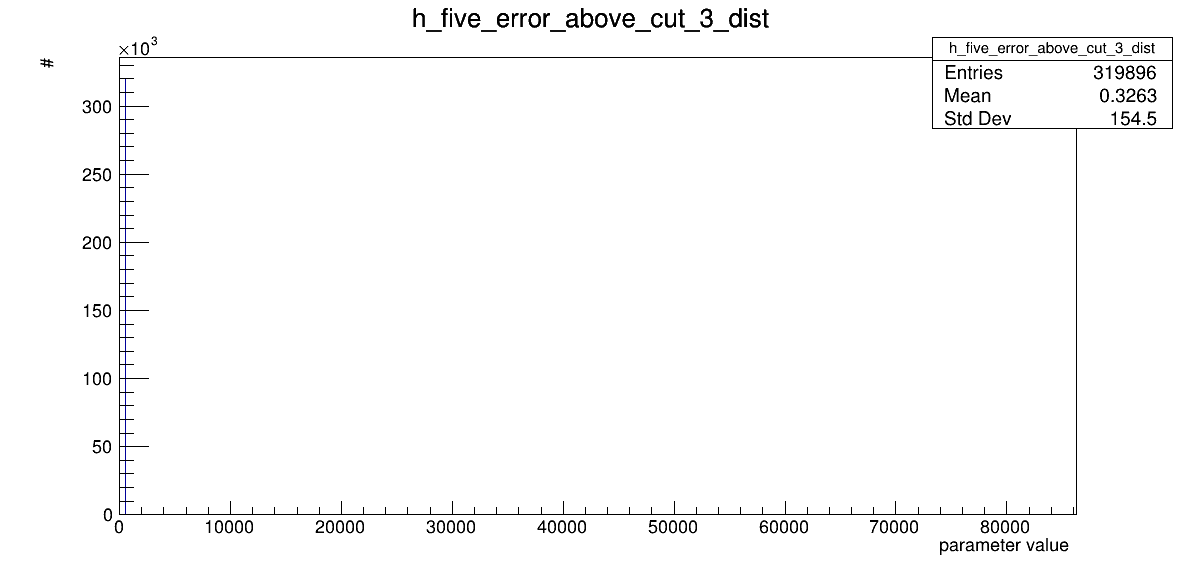 h_five_error_above_cut_3_dist
×10³
#
h_five_error_above_cut_3_dist
Entries 319896
Mean 0.3263
Std Dev 154.5
300
250
200
150
100
50
0
0 10000 20000 30000 40000 50000 60000 70000 80000
parameter value